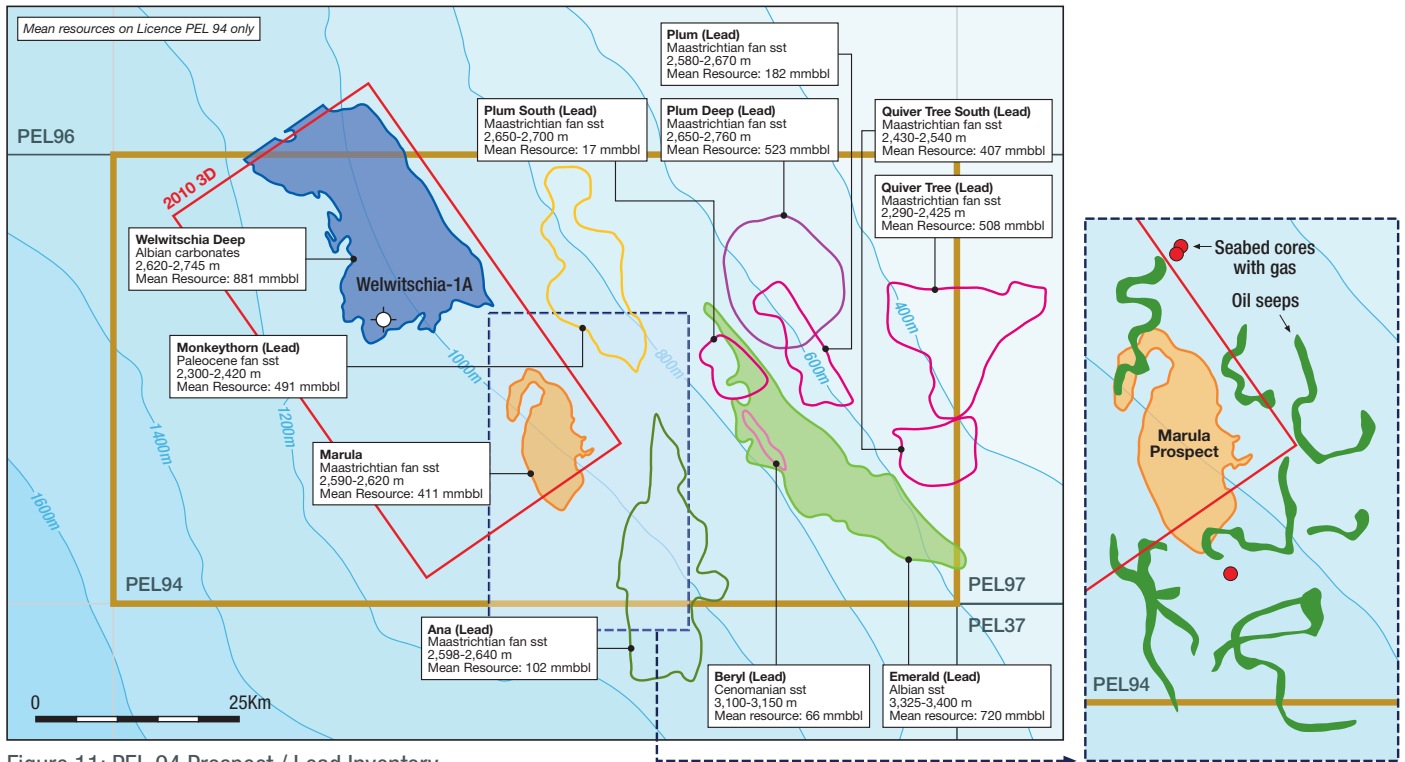 Mean resources on Licence PEL 94 only
Plum (Lead)
Maastrichtian fan sst
2,580-2,670 m
Mean Resource: 182 mmbbl
Plum South (Lead)
Maastrichtian fan sst
2,650-2,700 m
Mean Resource: 17 mmbbl
Plum Deep (Lead)
Maastrichtian fan sst
2,650-2,760 m
Mean Resource: 523 mmbbl
Quiver Tree South (Lead)
Maastrichtian fan sst
2,430-2,540 m
Mean Resource: 407 mmbbl
PEL96
2010 3D
Quiver Tree (Lead)
Maastrichtian fan sst
2,290-2,425 m
Mean Resource: 508 mmbbl
Welwitschia Deep
Albian carbonates
2,620-2,745 m
Mean Resource: 881 mmbbl
Welwitschia-1A
Monkeythorn (Lead)
Paleocene fan sst
2,300-2,420 m
Mean Resource: 491 mmbbl
400m
600m
800m
1000m
1200m
1400m
1600m
Marula
Maastrichtian fan sst
2,590-2,620 m
Mean Resource: 411 mmbbl
PEL94
PEL97
PEL37
Ana (Lead)
Maastrichtian fan sst
2,598-2,640 m
Mean Resource: 102 mmbbl
Beryl (Lead)
Cenomanian sst
3,100-3,150 m
Mean resource: 66 mmbbl
Emerald (Lead)
Albian sst
3,325-3,400 m
Mean resource: 720 mmbbl
0 25Km
Seabed cores
with gas
Oil seeps
Marula
Prospect
PEL94
Figure 11: PEL 94 Prospect / Lead Inventory